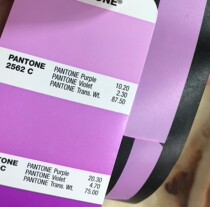 PANTONE
PANTONE
2562 C
PANTONE Purple 10.20
PANTONE Violet 2.30
PANTONE Trans. Wt. 87.50
PANTONE
PANTONE Purple 20.30
PANTONE Violet 4.70
PANTONE Trans. Wt. 75.00